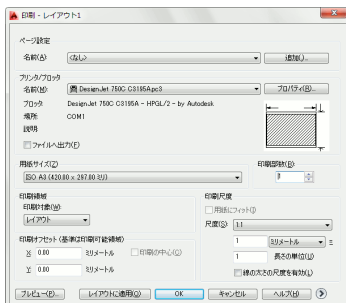 印刷 - レイアウト1
ページ設定
名前(A): <なし> 追加()...
プリンタ/プロッタ
名前(M): DesignJet 750C C3195A.pc3 プロパティ(R)...
プロッタ: DesignJet 750C C3195A - HPGL/2 - by Autodesk
場所: COM1
説明:
ファイルへ出力(F)
用紙サイズ(Z)
ISO A3 (420.00 x 297.00 ミリ)
印刷部数(B)
印刷領域
印刷対象(W):
レイアウト
印刷オフセット (基準は印刷可能領域)
X: 0.00 ミリメートル 印刷の中心(C)
Y: 0.00 ミリメートル
印刷尺度
用紙にフィット(I)
尺度(S): 1:1
1 ミリメートル =
1 長さの単位(U)
線の太さの尺度を有効(L)
プレビュー(P)... レイアウトに適用(O) OK キャンセル ヘルプ(H)